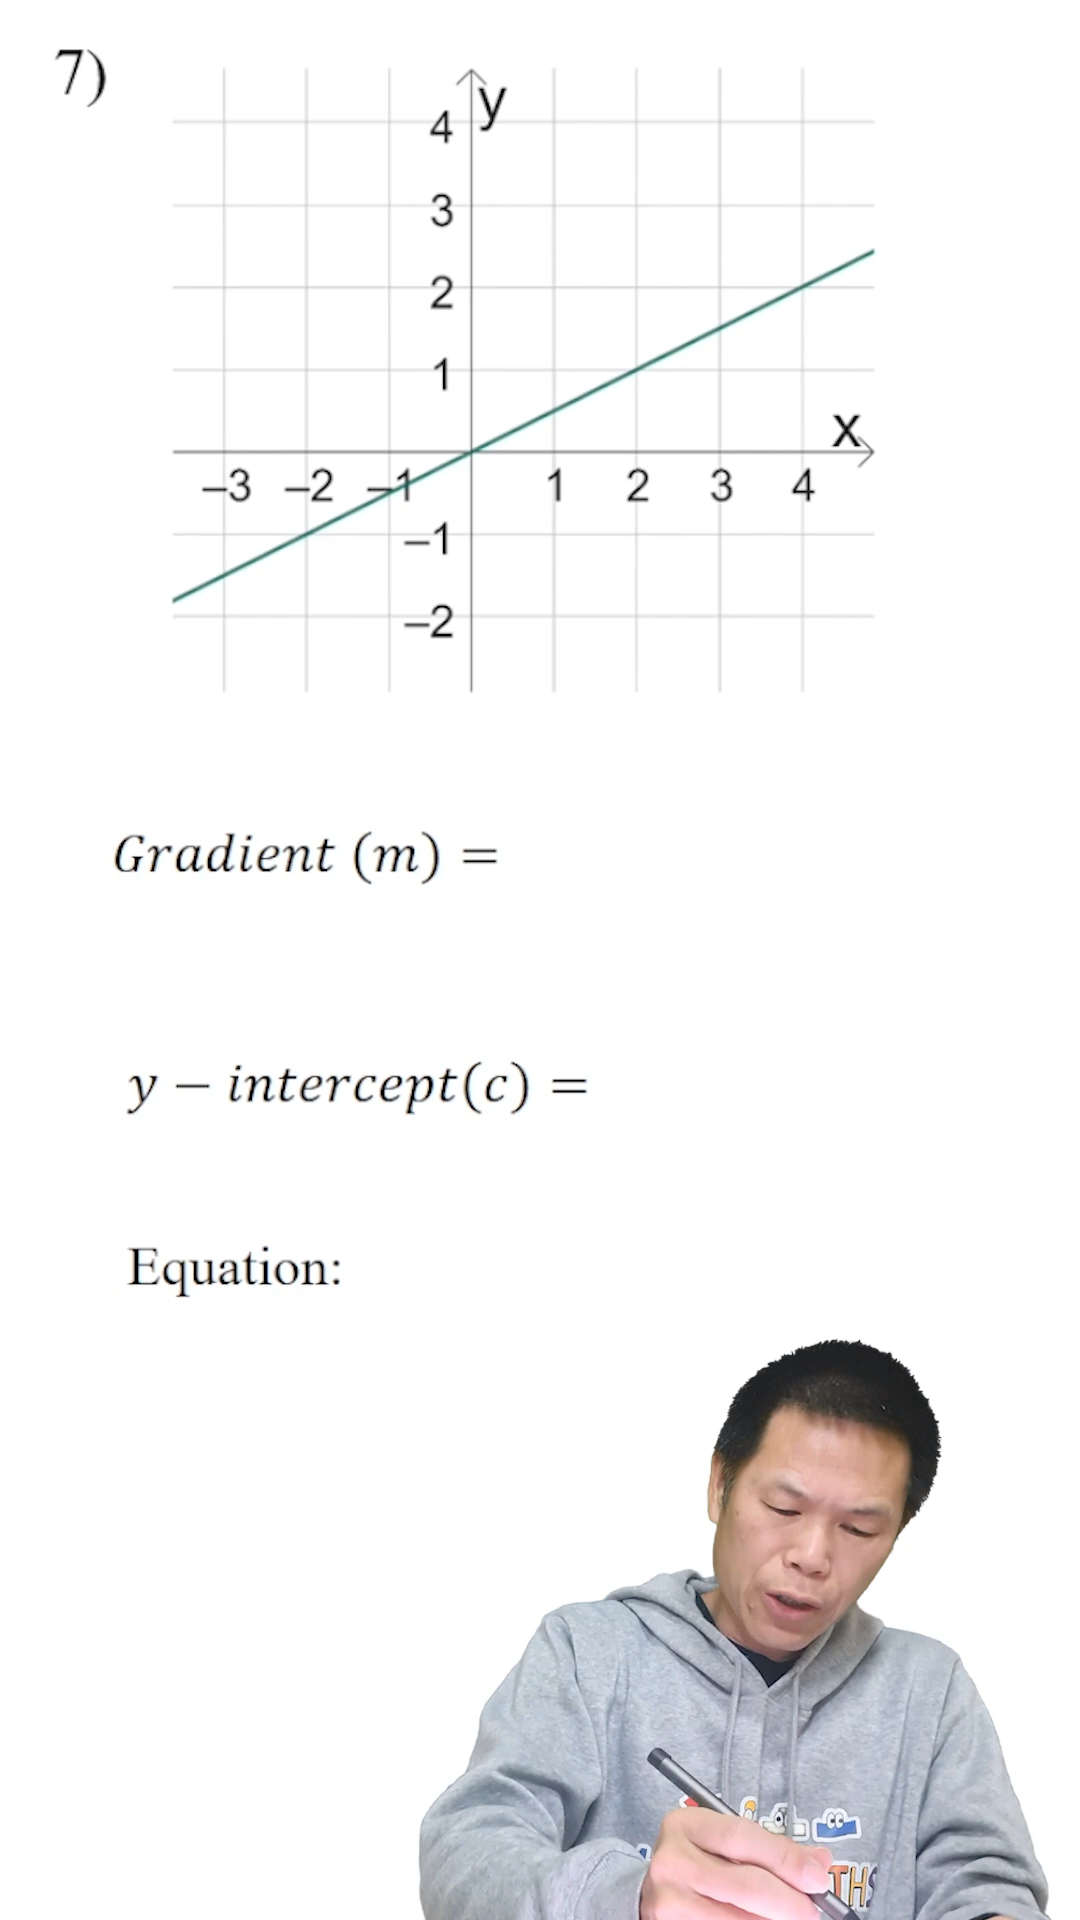 7)
y
4
3
2
1
x
–3 –2 –1 1 2 3 4
–1
–2
Gradient (m) =
y − intercept(c) =
Equation: